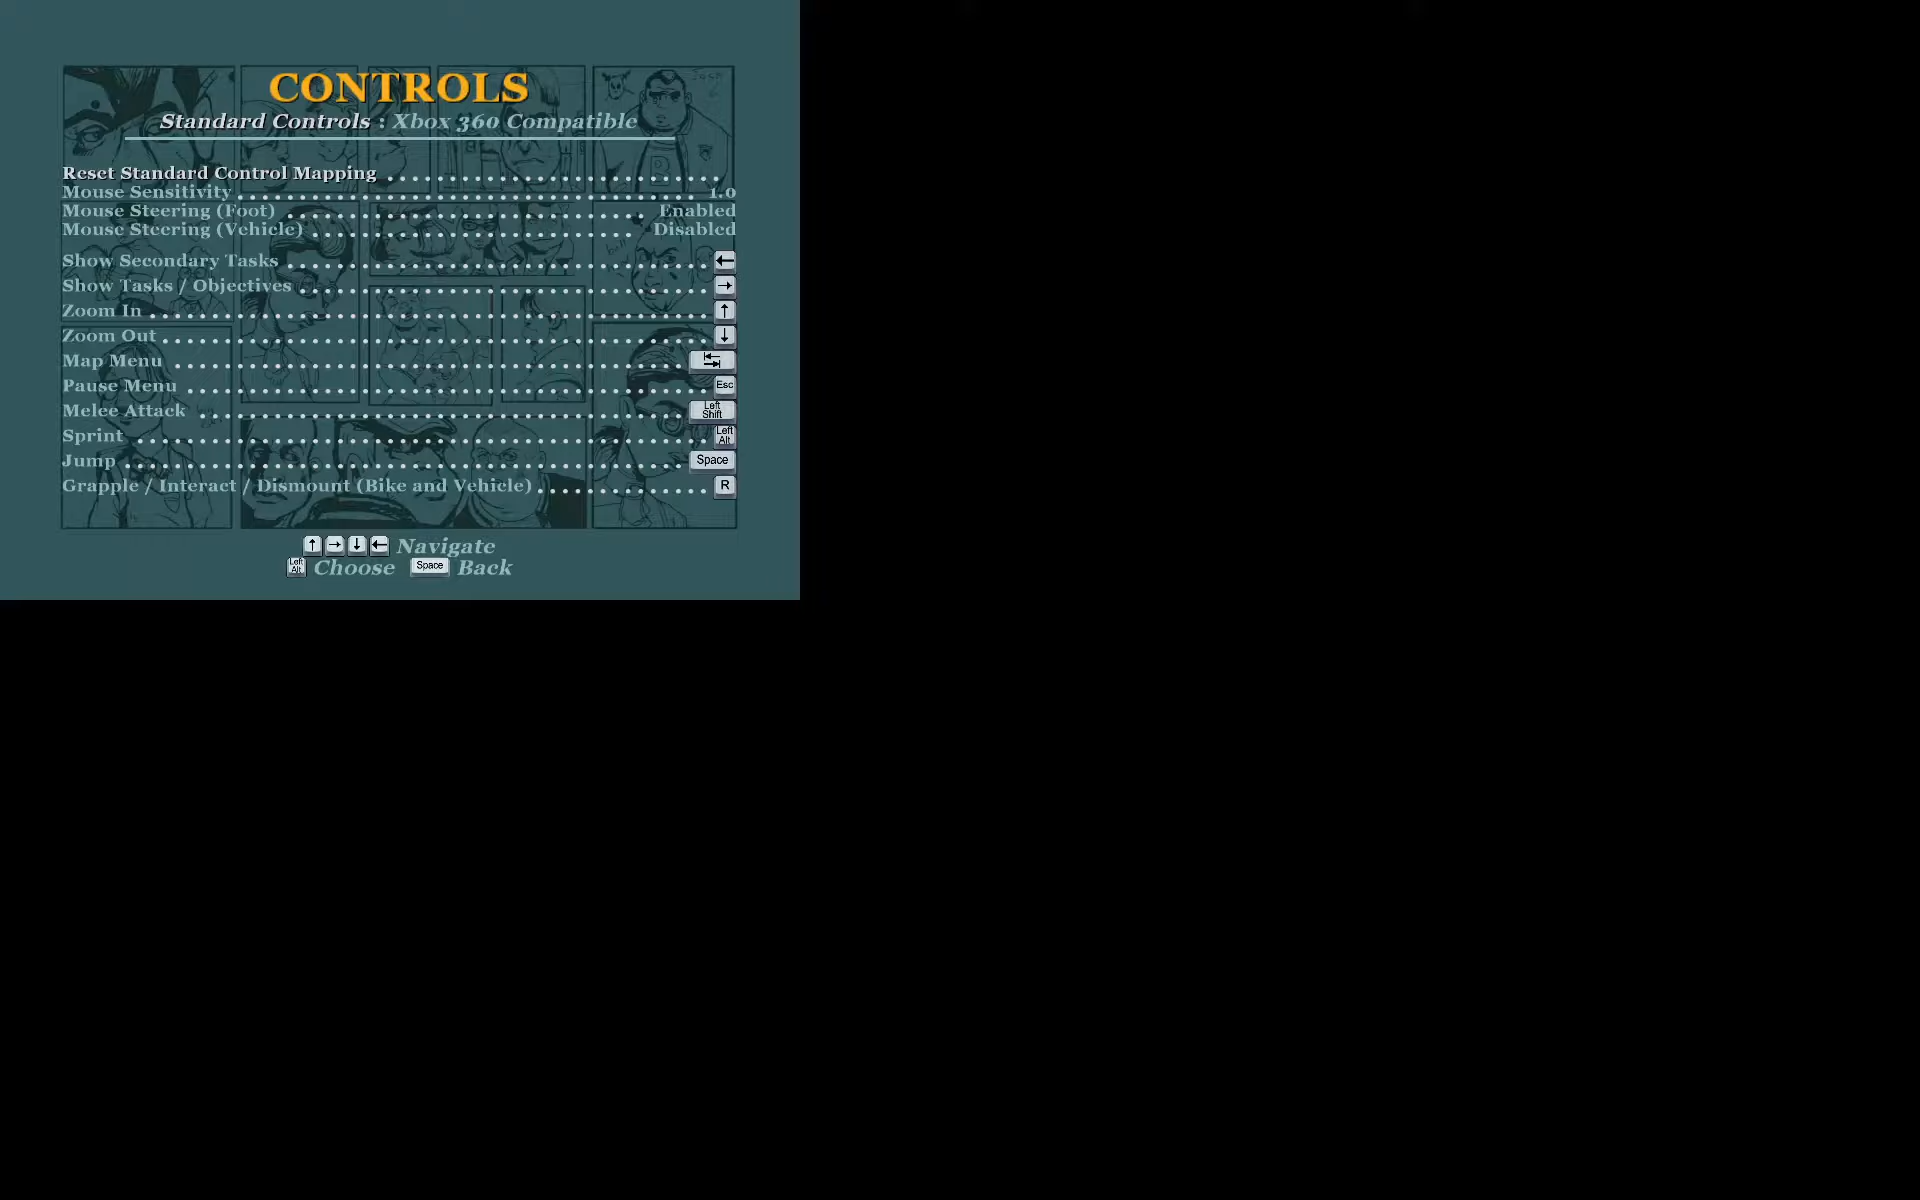 CONTROLS
Standard Controls : Xbox 360 Compatible
Reset Standard Control Mapping
Mouse Sensitivity 1.0
Mouse Steering (Foot) Enabled
Mouse Steering (Vehicle) Disabled
Show Secondary Tasks ←
Show Tasks / Objectives →
Zoom In ↑
Zoom Out ↓
Map Menu
Pause Menu Esc
Melee Attack Left Shift
Sprint Left Alt
Jump Space
Grapple / Interact / Dismount (Bike and Vehicle) R
↑ → ↓ ← Navigate
Left Alt Choose Space Back